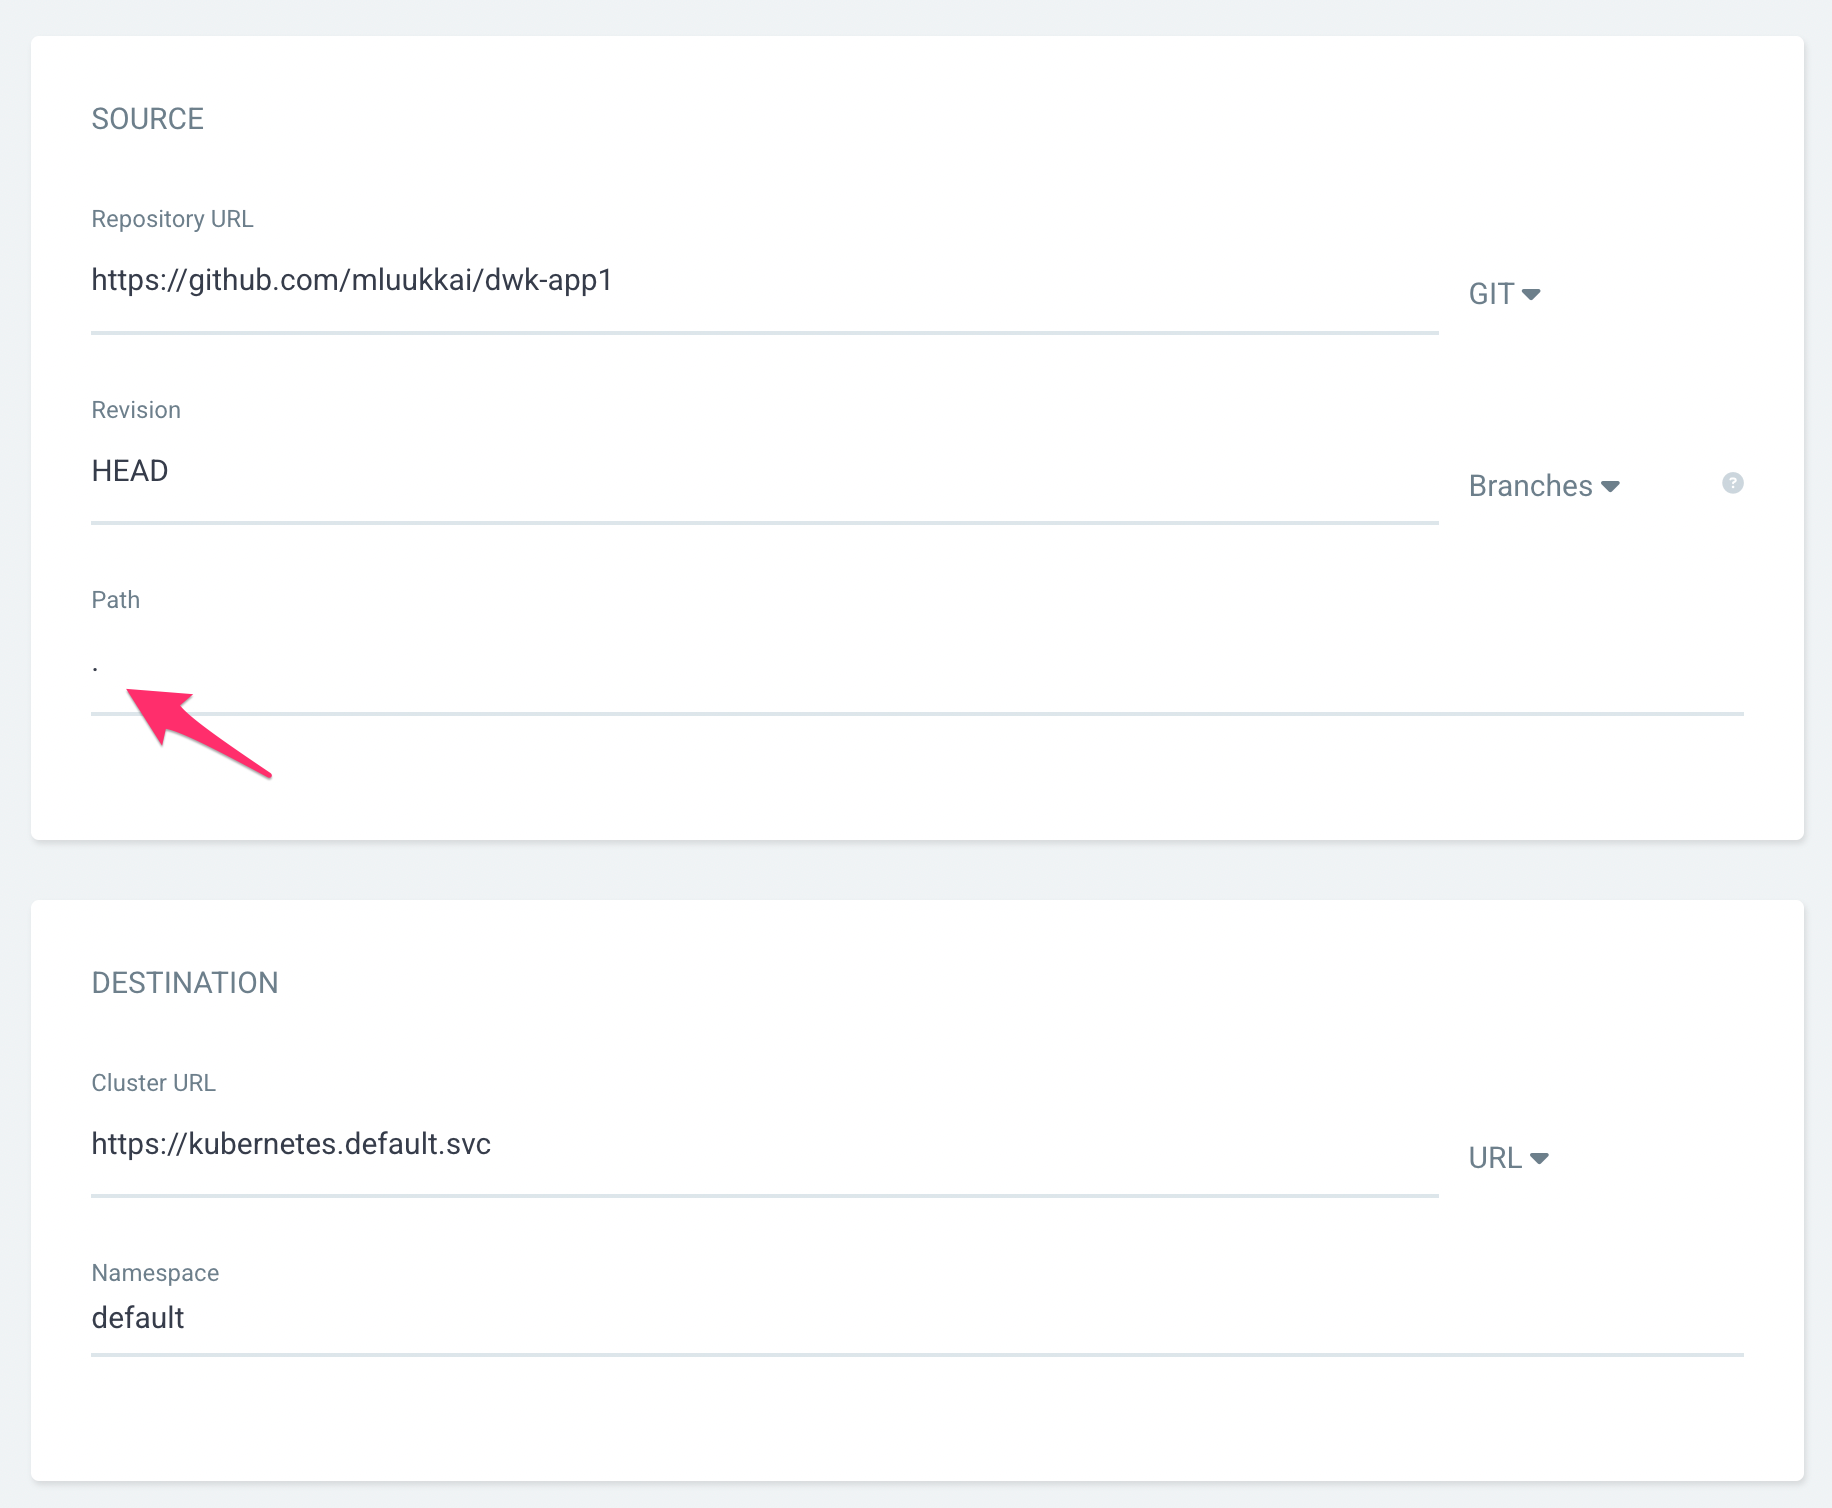 SOURCE
Repository URL
https://github.com/mluukkai/dwk-app1
GIT
Revision
HEAD
Branches
?
Path
.
DESTINATION
Cluster URL
https://kubernetes.default.svc
URL
Namespace
default